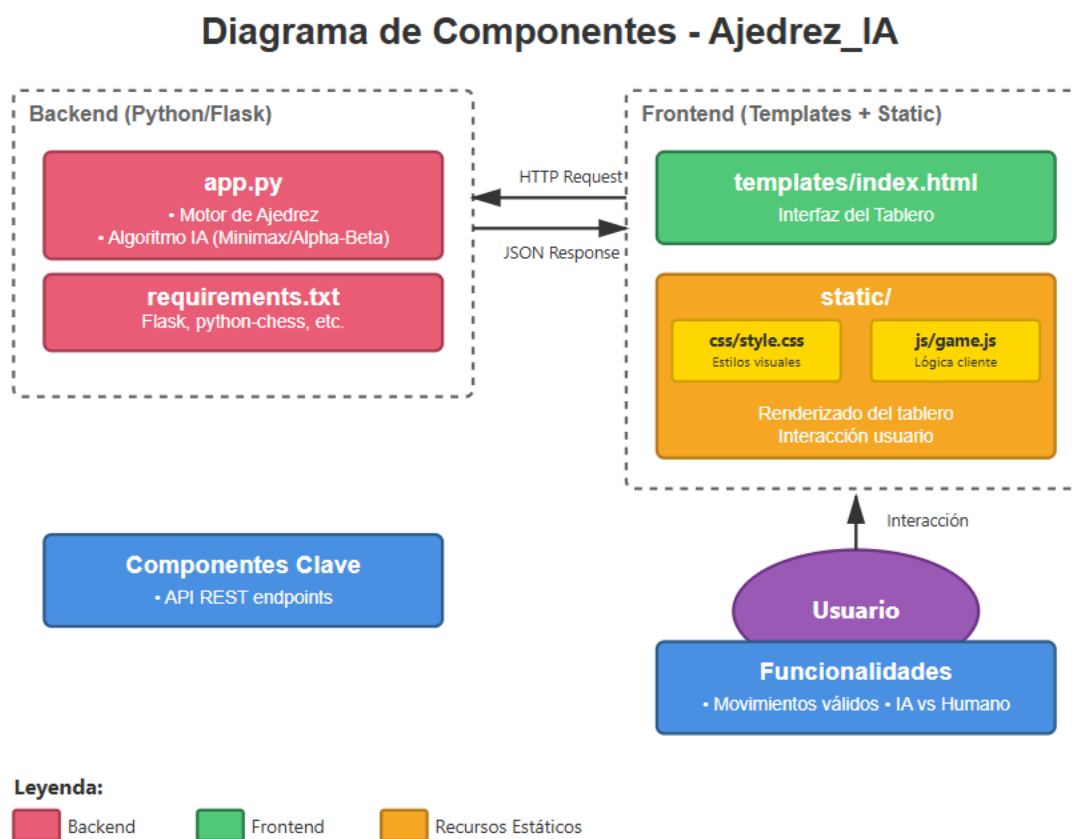 Diagrama de Componentes - Ajedrez_IA
Backend (Python/Flask)
app.py
• Motor de Ajedrez
• Algoritmo IA (Minimax/Alpha-Beta)
requirements.txt
Flask, python-chess, etc.
HTTP Request
JSON Response
Frontend (Templates + Static)
templates/index.html
Interfaz del Tablero
static/
css/style.css
Estilos visuales
js/game.js
Lógica cliente
Renderizado del tablero
Interacción usuario
Interacción
Componentes Clave
• API REST endpoints
Usuario
Funcionalidades
• Movimientos válidos • IA vs Humano
Leyenda:
Backend
Frontend
Recursos Estáticos